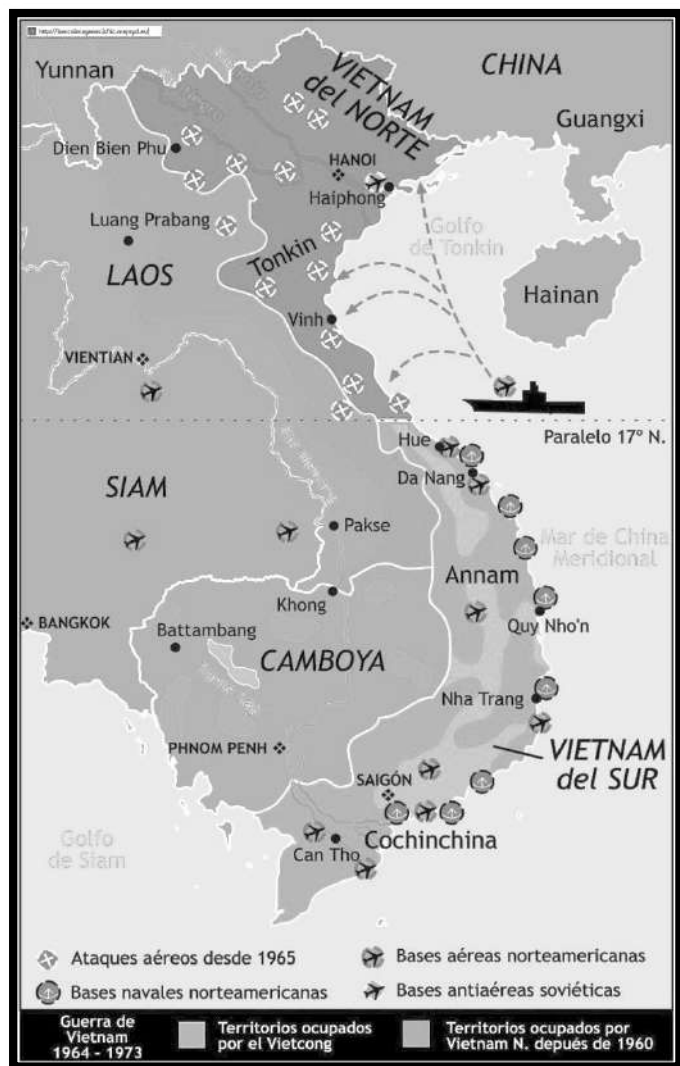 Yunnan
CHINA
VIETNAM
del NORTE
Guangxi
Dien Bien Phu
HANOI
Haiphong
Luang Prabang
Golfo
de Tonkin
Tonkin
LAOS
Hainan
Vinh
VIENTIAN
Paralelo 17º N.
Hue
Da Nang
SIAM
Pakse
Mar de China
Meridional
Annam
Khong
BANGKOK
Quy Nho'n
Battambang
CAMBOYA
Nha Trang
PHNOM PENH
VIETNAM
del SUR
SAIGÓN
Golfo
de Siam
Cochinchina
Can Tho
Ataques aéreos desde 1965
Bases aéreas norteamericanas
Bases navales norteamericanas
Bases antiaéreas soviéticas
Guerra de
Vietnam
1964 - 1973
Territorios ocupados
por el Vietcong
Territorios ocupados por
Vietnam N. depués de 1960